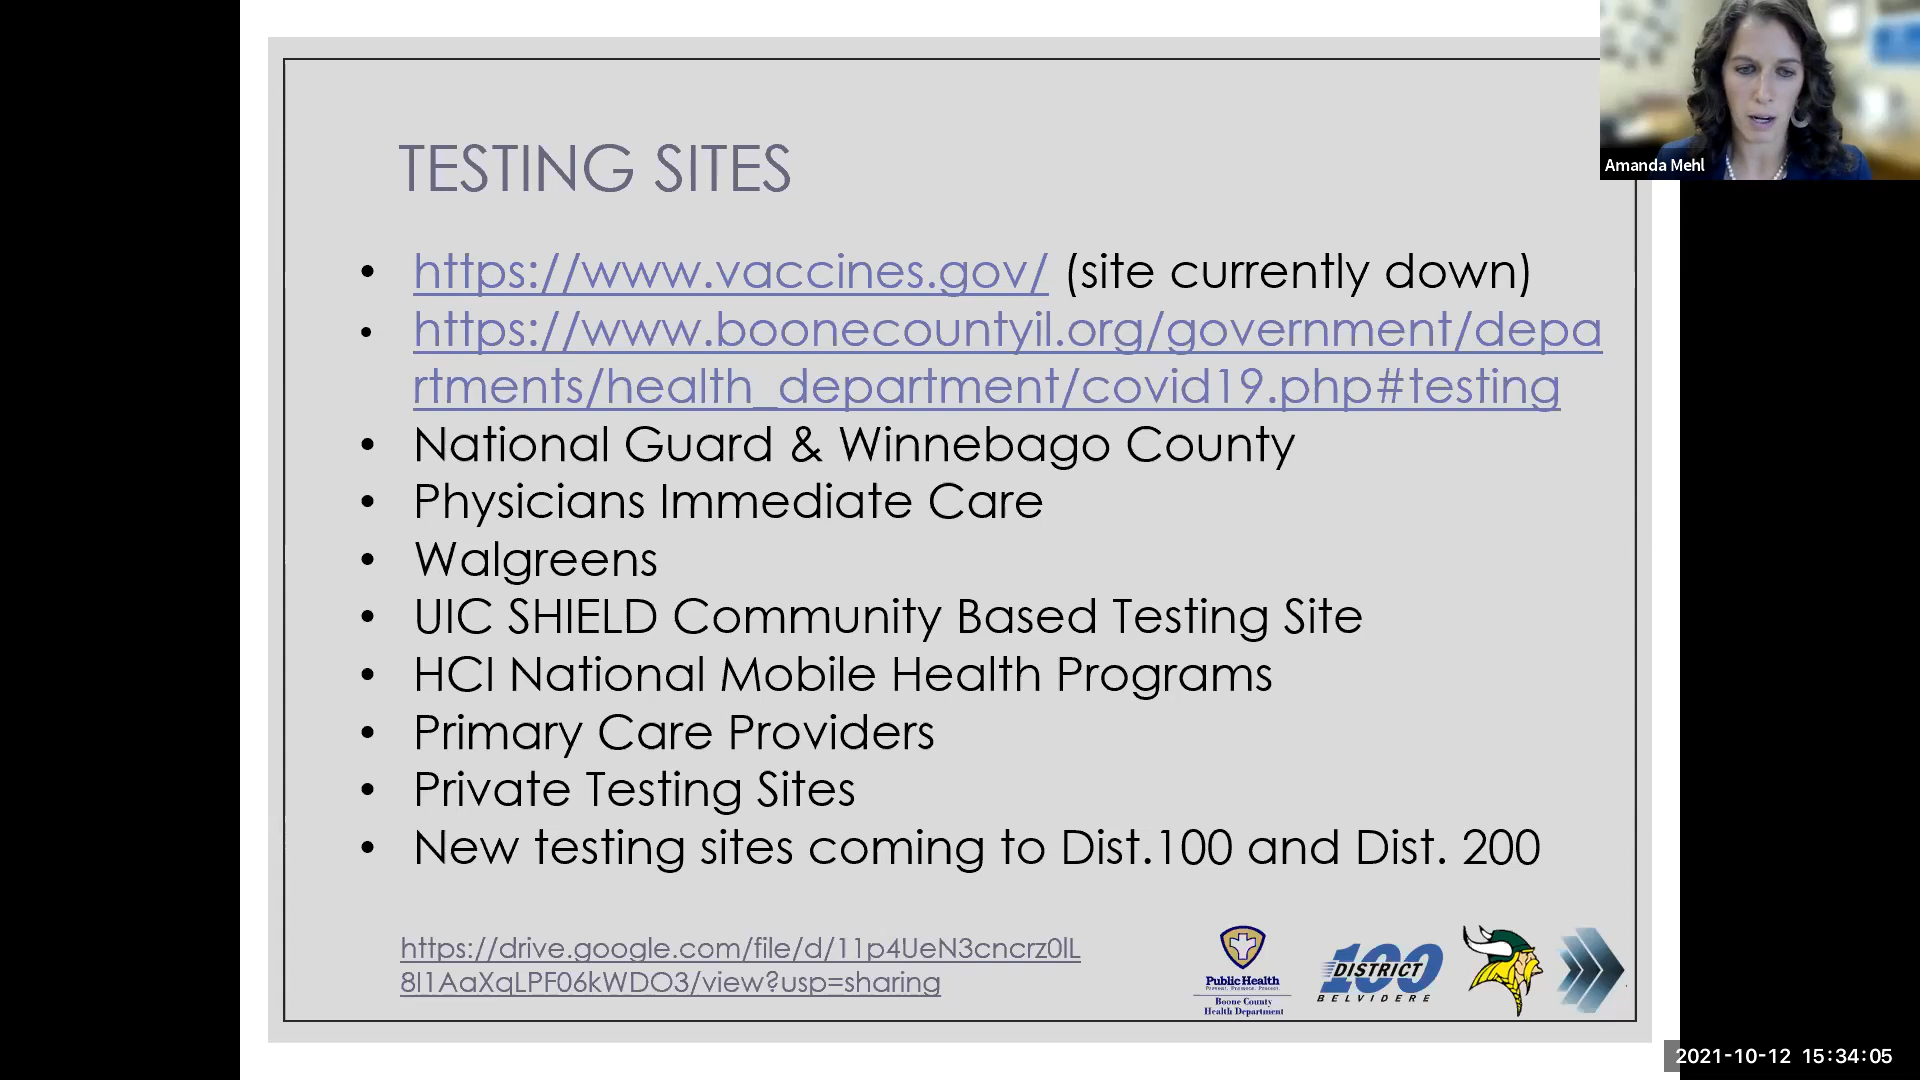 Amanda Mehl
TESTING SITES
• https://www.vaccines.gov/ (site currently down)
• https://www.boonecountyil.org/government/depa
rtments/health_department/covid19.php#testing
• National Guard & Winnebago County
• Physicians Immediate Care
• Walgreens
• UIC SHIELD Community Based Testing Site
• HCI National Mobile Health Programs
• Primary Care Providers
• Private Testing Sites
• New testing sites coming to Dist.100 and Dist. 200
https://drive.google.com/file/d/11p4UeN3cncrz0lL
8I1AaXqLPF06kWDO3/view?usp=sharing
Public Health
Prevent. Promote. Protect.
Boone County
Health Department
100
DISTRICT
BELVIDERE
2021-10-12 15:34:05